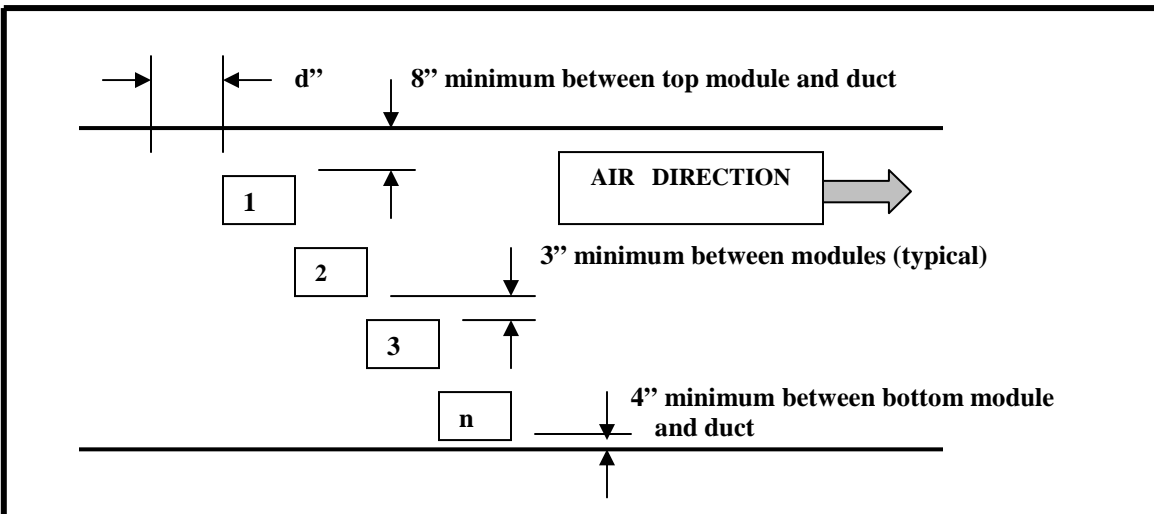 d” 8” minimum between top module and duct
AIR DIRECTION
1
3” minimum between modules (typical)
2
3
4” minimum between bottom module
and duct
n